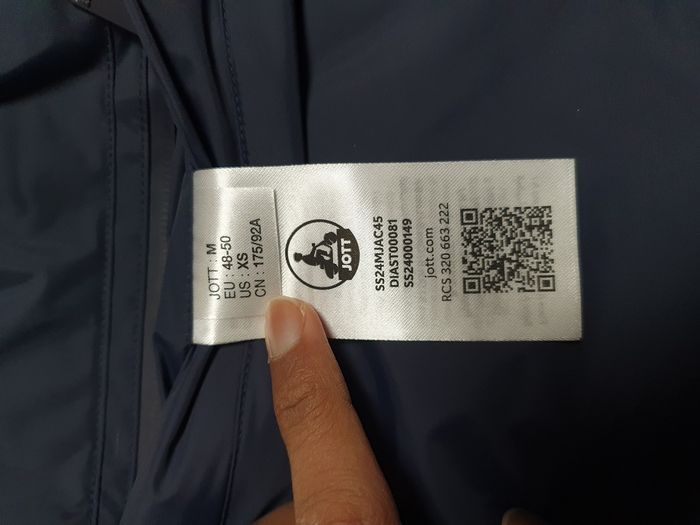 JOTT : M
EU : 48-50
US : XS
CN : 175/92A
JOTT
SS24MJAC45
DIAST00081
SS24000149
jott.com
RCS 320 663 222